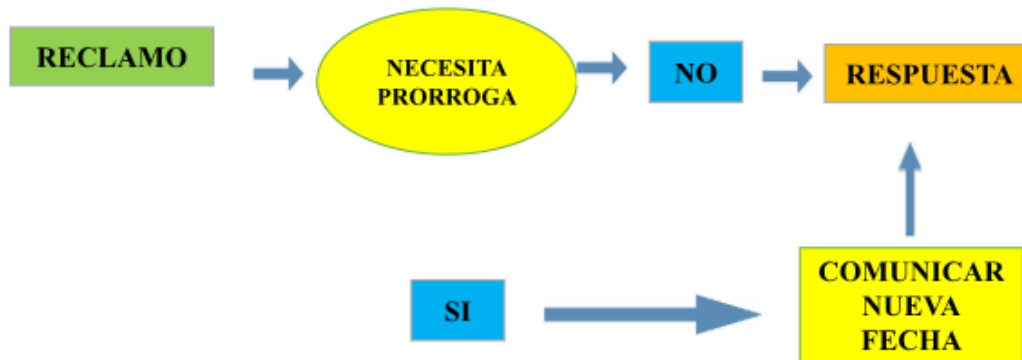 RECLAMO
NECESITA
PRORROGA
NO
RESPUESTA
SI
COMUNICAR
NUEVA
FECHA